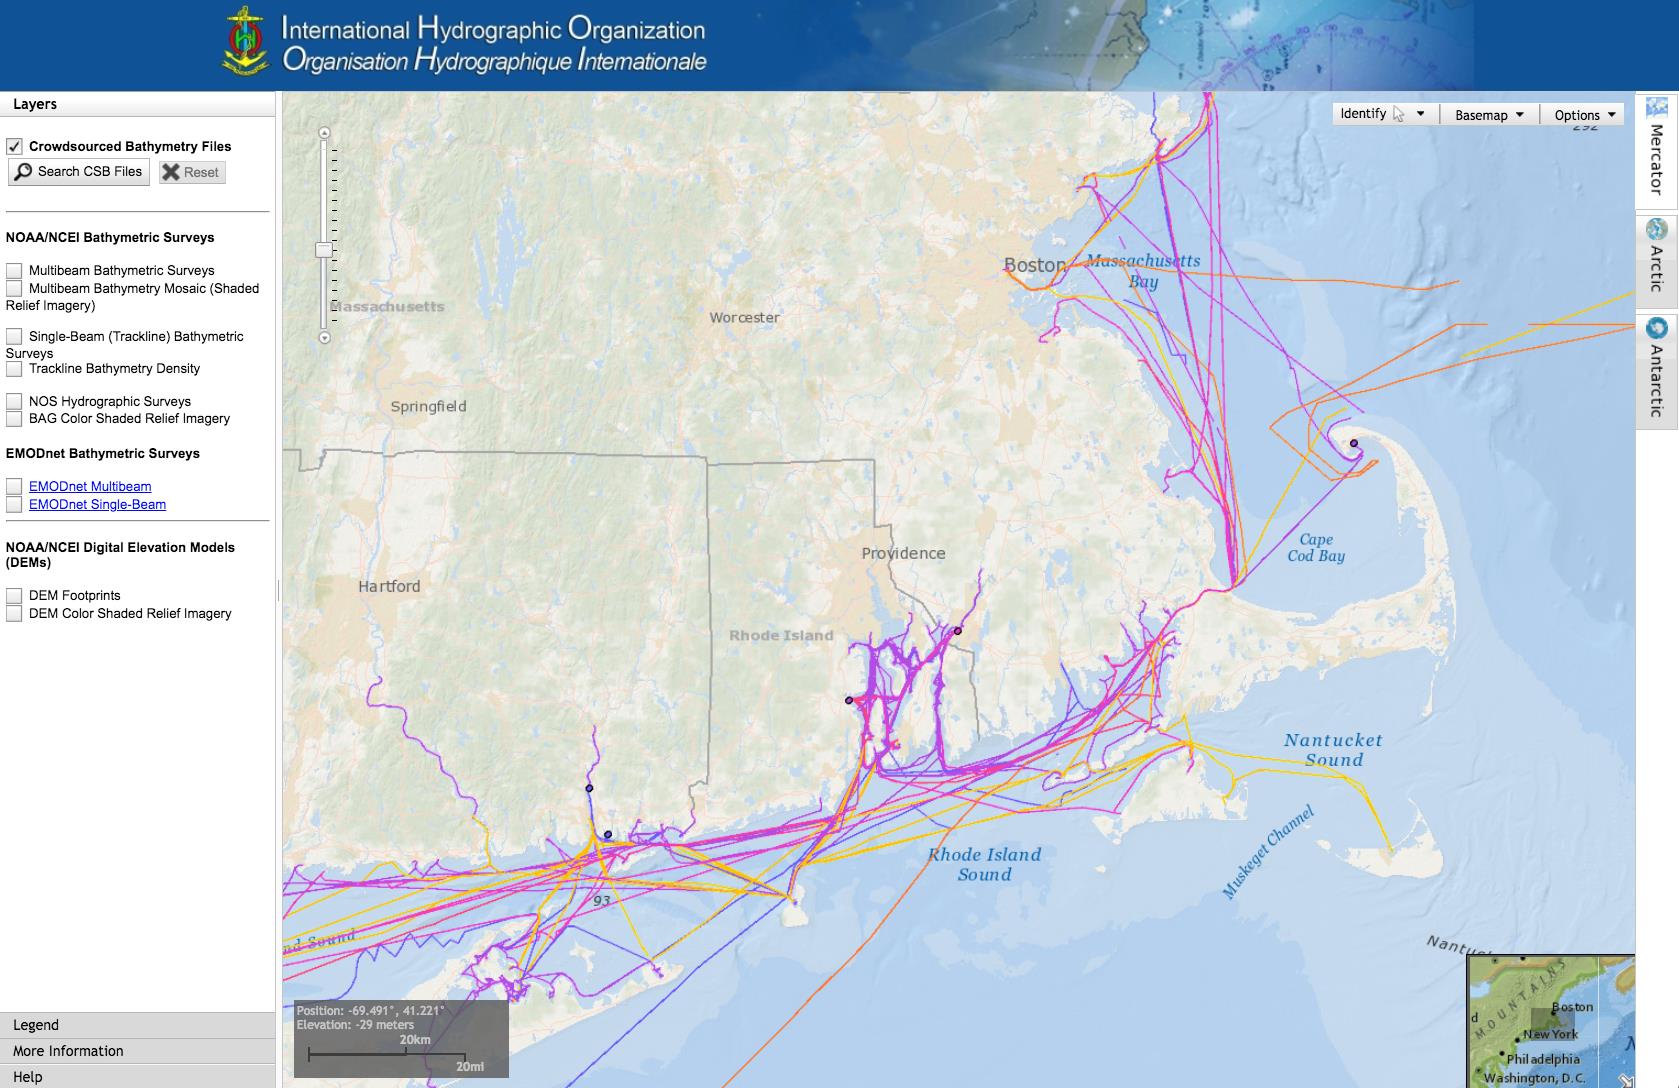 International Hydrographic Organization
Organisation Hydrographique Internationale
Layers
Crowdsourced Bathymetry Files
Search CSB Files
Reset
NOAA/NCEI Bathymetric Surveys
Multibeam Bathymetric Surveys
Multibeam Bathymetry Mosaic (Shaded
Relief Imagery)
Single-Beam (Trackline) Bathymetric
Surveys
Trackline Bathymetry Density
NOS Hydrographic Surveys
BAG Color Shaded Relief Imagery
EMODnet Bathymetric Surveys
EMODnet Multibeam
EMODnet Single-Beam
NOAA/NCEI Digital Elevation Models
(DEMs)
DEM Footprints
DEM Color Shaded Relief Imagery
Legend
More Information
Help
Identify
Basemap
Options
292
Mercator
Arctic
Antarctic
Boston
Massachusetts
Bay
Massachusetts
Worcester
Springfield
Cape
Cod Bay
Providence
Hartford
Rhode Island
Nantucket
Sound
Muskeget Channel
Rhode Island
Sound
93
nd Sound
Nantuc
Position: -69.491°, 41.221°
Elevation: -29 meters
20km
20mi
MOUNTAINS
Boston
d
New York
N
Philadelphia
Washington, D.C.